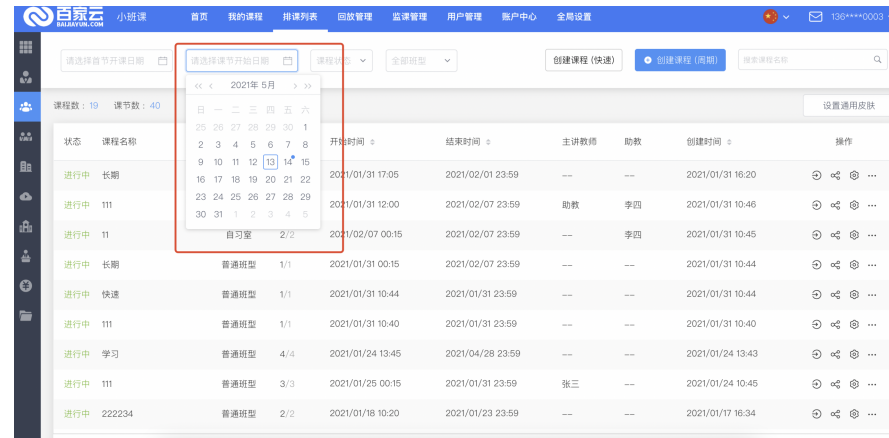 百家云 BAIJIAYUN.COM 小班课 首页 我的课程 排课列表 回放管理 监课管理 用户管理 账户中心 全局设置 136****0003
请选择首节开课日期 请选择课节开始日期 课程状态 全部班型 创建课程 (快速) 创建课程 (周期) 搜索课程名称
课程数：19 课节数：40 设置通用皮肤
« ‹ 2021年 5月 › »
日 一 二 三 四 五 六
25 26 27 28 29 30 1
2 3 4 5 6 7 8
9 10 11 12 13 14 15
16 17 18 19 20 21 22
23 24 25 26 27 28 29
30 31 1 2 3 4 5
状态 课程名称 开始时间 结束时间 主讲教师 助教 创建时间 操作
进行中 长期 2021/01/31 17:05 2021/02/01 23:59 -- -- 2021/01/31 16:20
进行中 111 2021/01/31 12:00 2021/02/07 23:59 助教 李四 2021/01/31 10:46
进行中 11 自习室 2/2 2021/02/07 00:15 2021/02/07 23:59 -- 李四 2021/01/31 10:45
进行中 长期 普通班型 1/1 2021/01/31 00:15 2021/02/07 23:59 -- -- 2021/01/31 10:44
进行中 快速 普通班型 1/1 2021/01/31 10:44 2021/01/31 23:59 -- -- 2021/01/31 10:44
进行中 111 普通班型 1/1 2021/01/31 10:40 2021/01/31 23:59 -- -- 2021/01/31 10:40
进行中 学习 普通班型 4/4 2021/01/24 13:45 2021/04/28 23:59 -- -- 2021/01/24 13:43
进行中 111 普通班型 3/3 2021/01/25 00:15 2021/01/31 23:59 张三 -- 2021/01/24 10:45
进行中 222234 普通班型 2/2 2021/01/18 10:20 2021/01/23 23:59 -- -- 2021/01/17 16:34